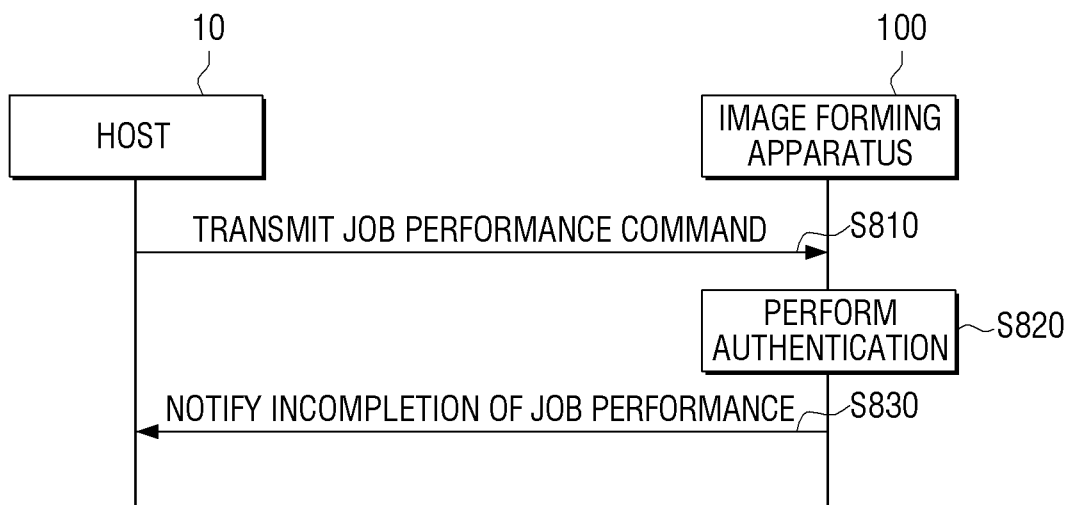 10
100
HOST
IMAGE FORMING
APPARATUS
TRANSMIT JOB PERFORMANCE COMMAND
S810
PERFORM
AUTHENTICATION
S820
NOTIFY INCOMPLETION OF JOB PERFORMANCE
S830